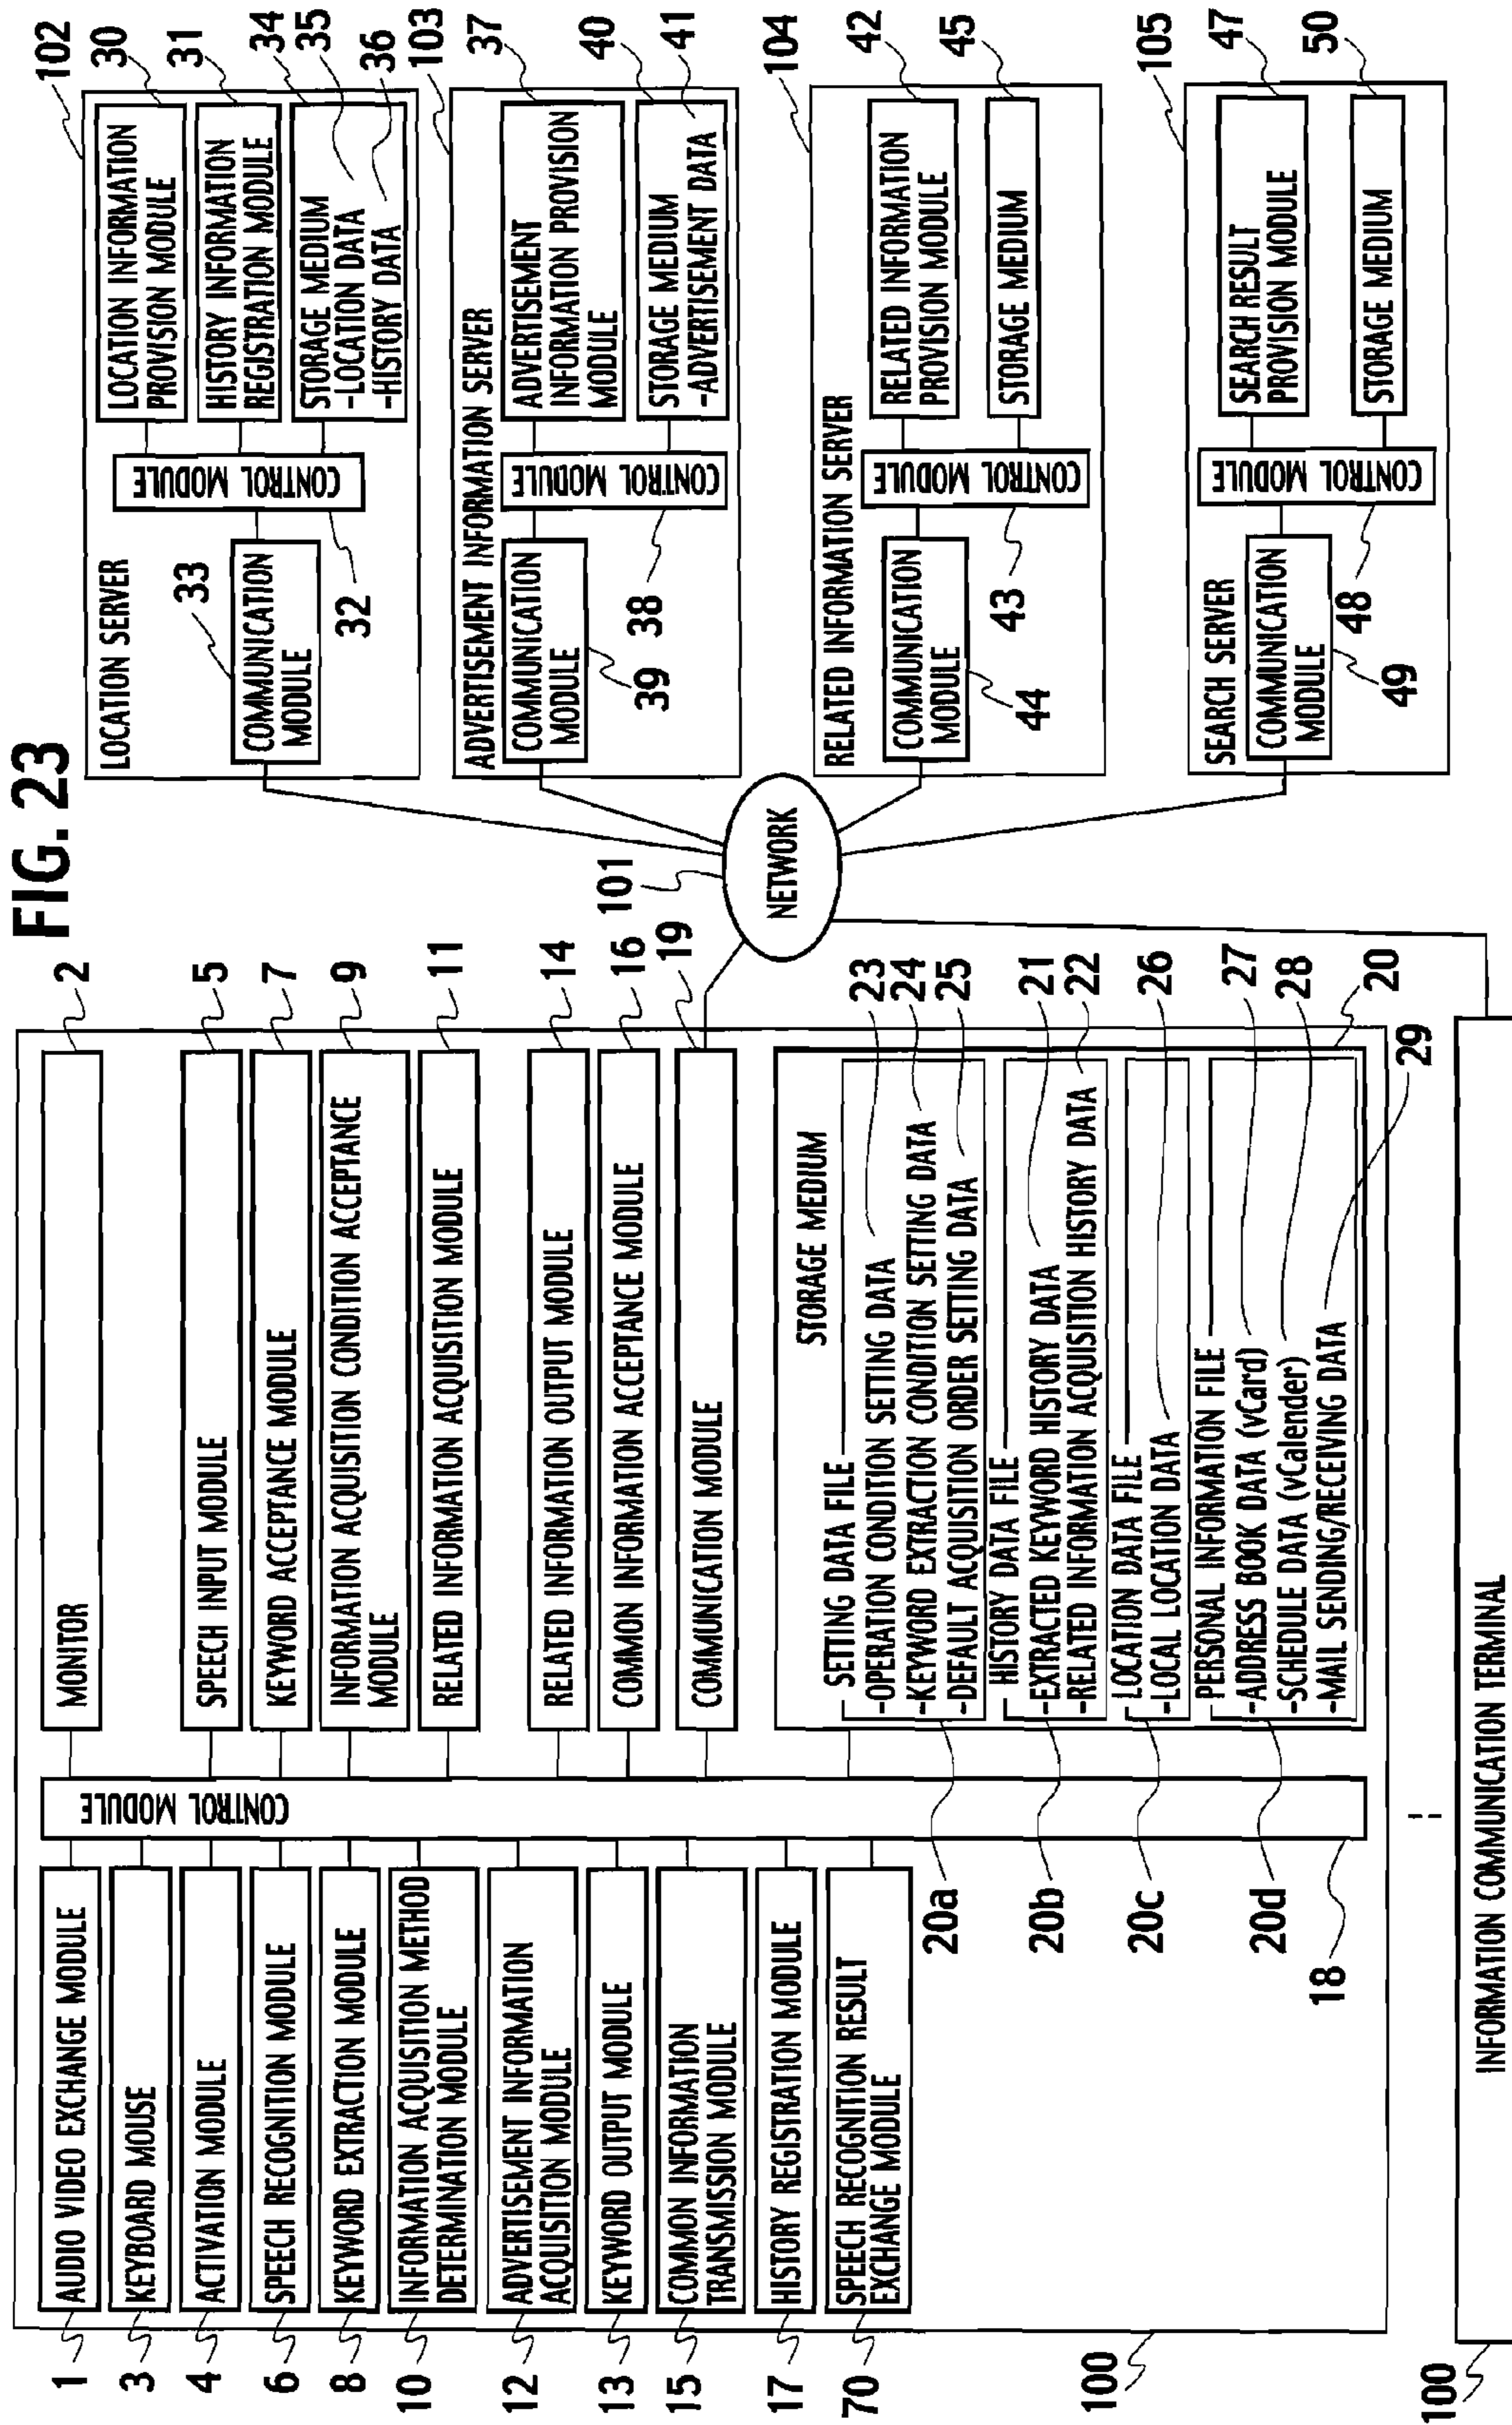 FIG. 23
1
AUDIO VIDEO EXCHANGE MODULE
3
KEYBOARD MOUSE
4
ACTIVATION MODULE
6
SPEECH RECOGNITION MODULE
8
KEYWORD EXTRACTION MODULE
10
INFORMATION ACQUISITION METHOD
DETERMINATION MODULE
12
ADVERTISEMENT INFORMATION
ACQUISITION MODULE
13
KEYWORD OUTPUT MODULE
15
COMMON INFORMATION
TRANSMISSION MODULE
17
HISTORY REGISTRATION MODULE
70
SPEECH RECOGNITION RESULT
EXCHANGE MODULE
100
CONTROL MODULE
18
MONITOR
2
SPEECH INPUT MODULE
5
KEYWORD ACCEPTANCE MODULE
7
INFORMATION ACQUISITION CONDITION ACCEPTANCE
MODULE
9
RELATED INFORMATION ACQUISITION MODULE
11
RELATED INFORMATION OUTPUT MODULE
14
COMMON INFORMATION ACCEPTANCE MODULE
16
COMMUNICATION MODULE
19
STORAGE MEDIUM
20
SETTING DATA FILE
20a
-OPERATION CONDITION SETTING DATA
23
-KEYWORD EXTRACTION CONDITION SETTING DATA
24
-DEFAULT ACQUISITION ORDER SETTING DATA
25
HISTORY DATA FILE
20b
-EXTRACTED KEYWORD HISTORY DATA
21
-RELATED INFORMATION ACQUISITION HISTORY DATA
22
LOCATION DATA FILE
20c
-LOCAL LOCATION DATA
26
PERSONAL INFORMATION FILE
20d
-ADDRESS BOOK DATA (vCard)
27
-SCHEDULE DATA (vCalender)
28
-MAIL SENDING/RECEIVING DATA
29
INFORMATION COMMUNICATION TERMINAL
100
NETWORK
101
LOCATION SERVER
102
COMMUNICATION
MODULE
33
CONTROL MODULE
32
LOCATION INFORMATION
PROVISION MODULE
30
HISTORY INFORMATION
REGISTRATION MODULE
31
STORAGE MEDIUM
34
-LOCATION DATA
35
-HISTORY DATA
36
ADVERTISEMENT INFORMATION SERVER
103
COMMUNICATION
MODULE
39
CONTROL MODULE
38
ADVERTISEMENT
INFORMATION PROVISION
MODULE
37
STORAGE MEDIUM
40
-ADVERTISEMENT DATA
41
RELATED INFORMATION SERVER
104
COMMUNICATION
MODULE
44
CONTROL MODULE
43
RELATED INFORMATION
PROVISION MODULE
42
STORAGE MEDIUM
45
SEARCH SERVER
105
COMMUNICATION
MODULE
49
CONTROL MODULE
48
SEARCH RESULT
PROVISION MODULE
47
STORAGE MEDIUM
50